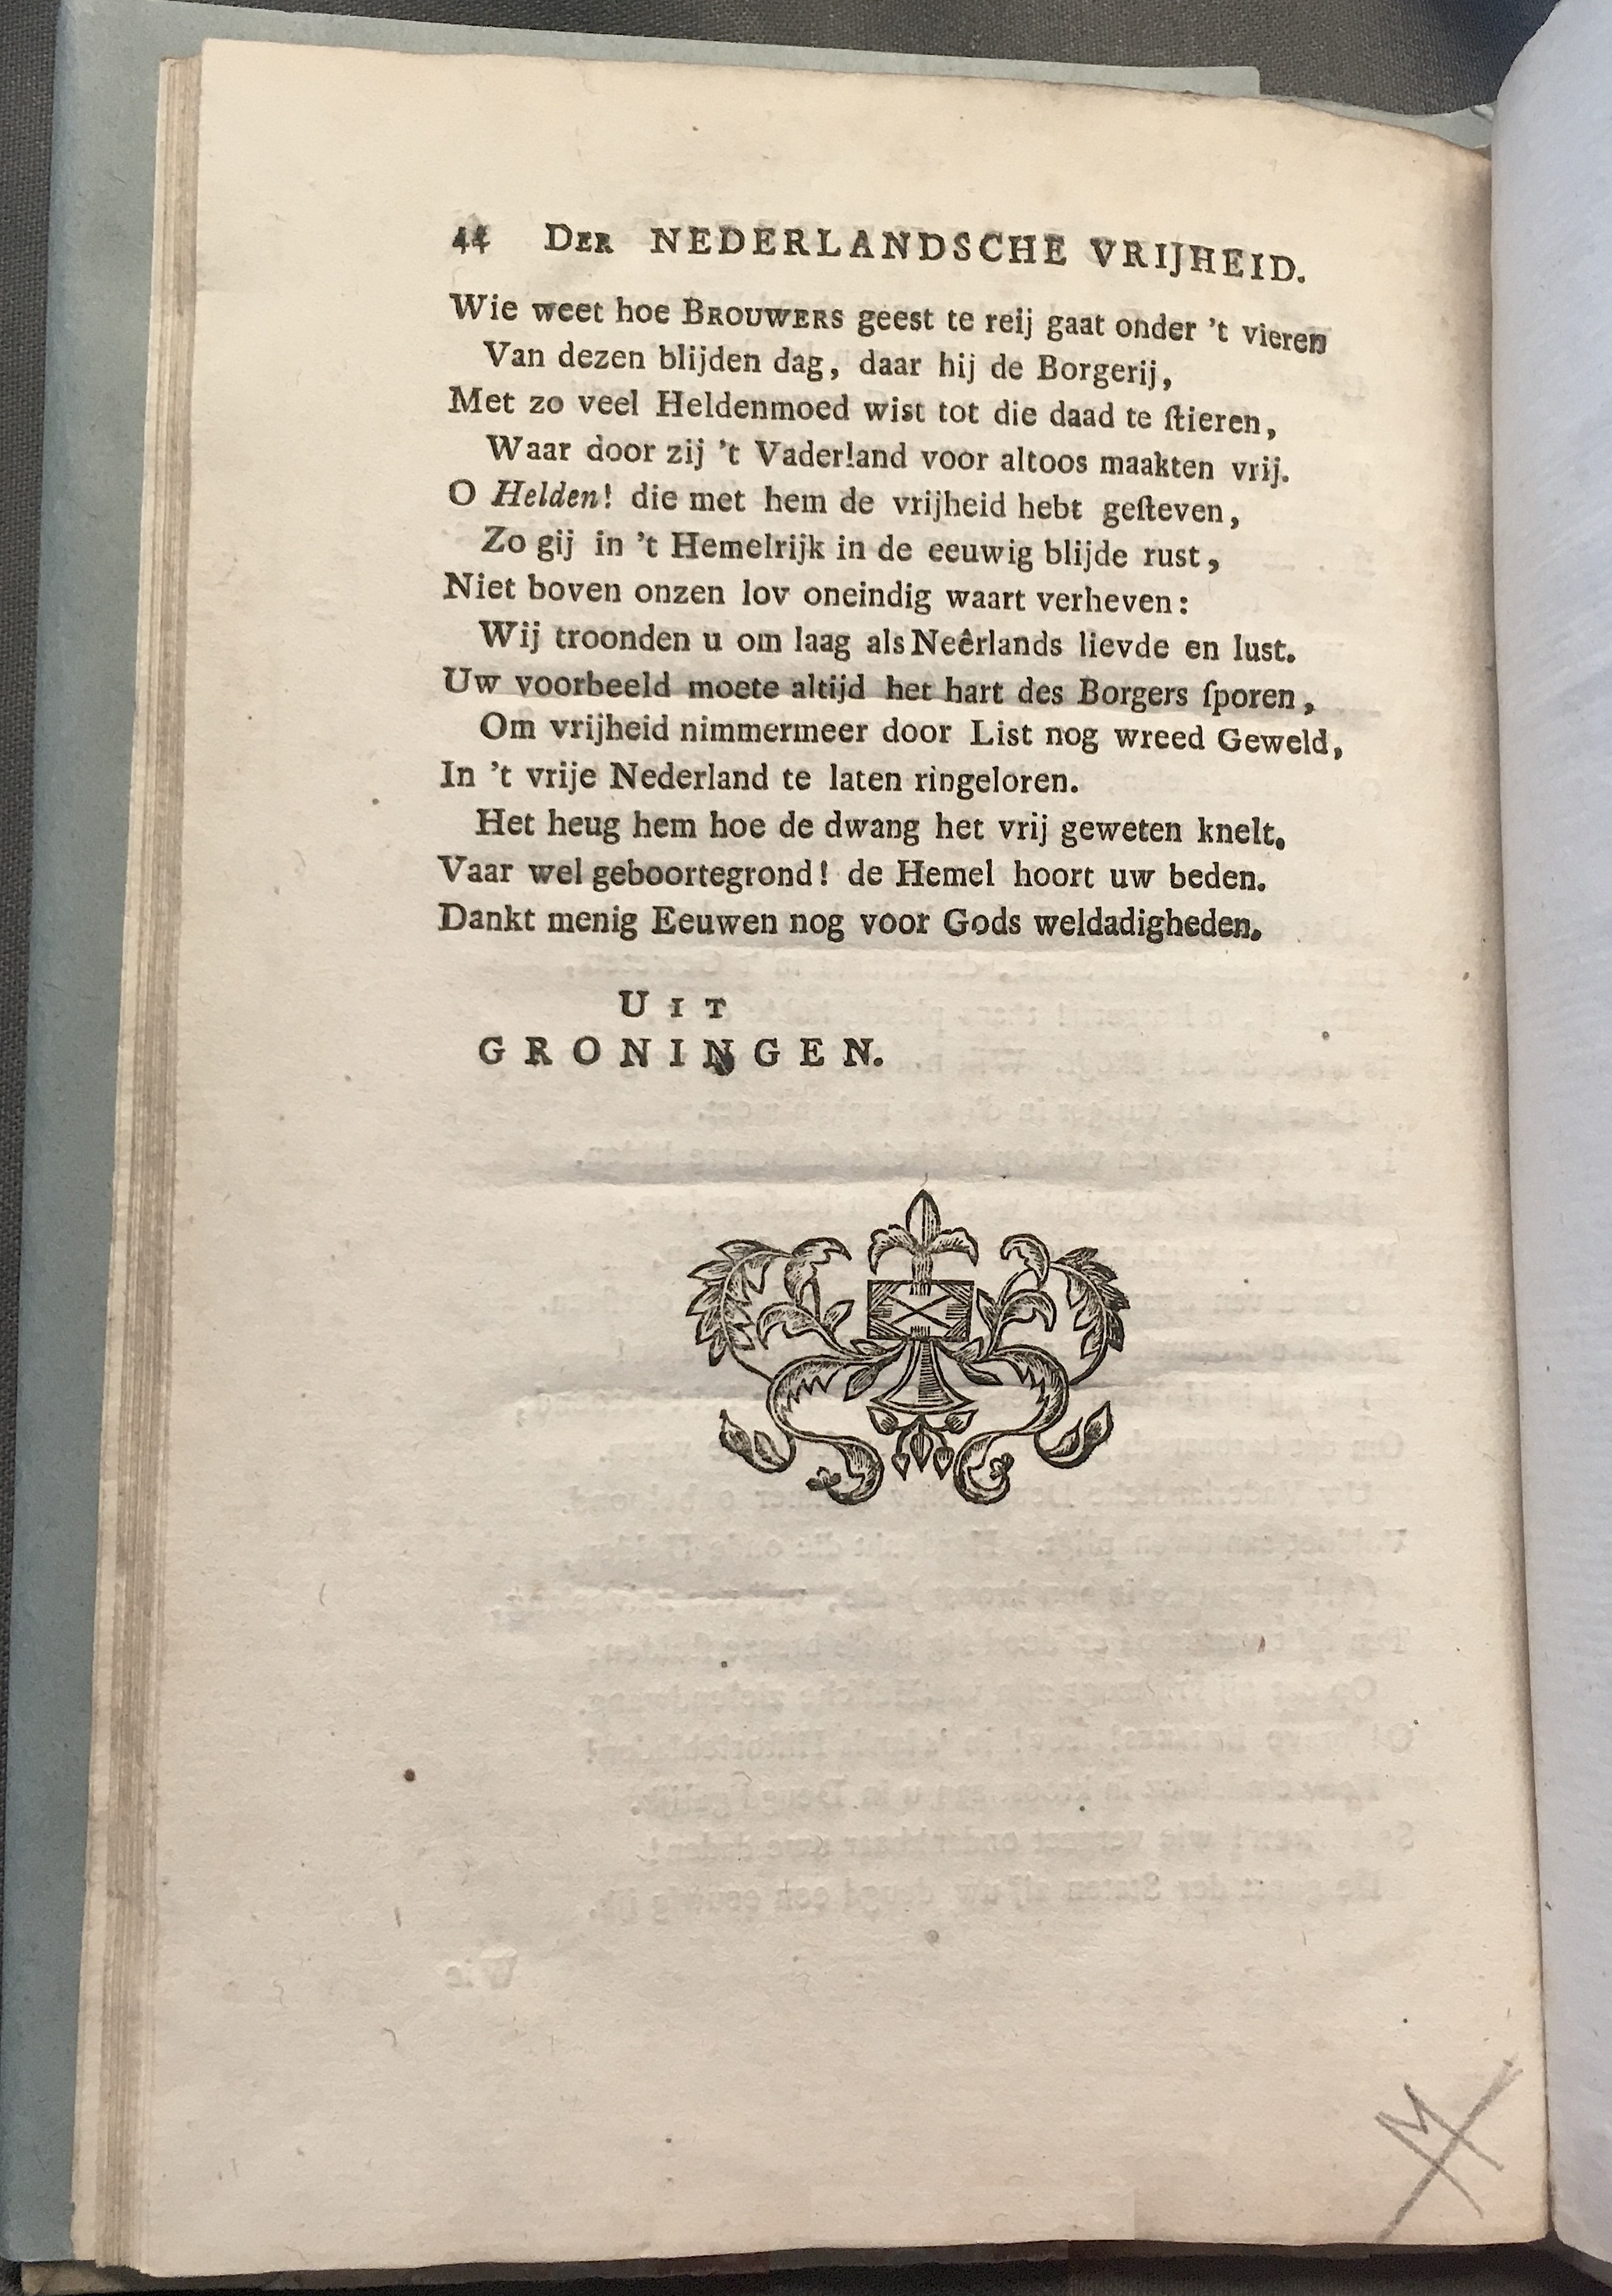 44 DER NEDERLANDSCHE VRIJHEID.
Wie weet hoe BROUWERS geest te reij gaat onder 't vieren
Van dezen blijden dag, daar hij de Borgerij,
Met zo veel Heldenmoed wist tot die daad te ſtieren,
Waar door zij 't Vaderland voor altoos maakten vrij.
O Helden! die met hem de vrijheid hebt geſteven,
Zo gij in 't Hemelrijk in de eeuwig blijde rust,
Niet boven onzen lov oneindig waart verheven:
Wij troonden u om laag als Neêrlands lievde en lust.
Uw voorbeeld moete altijd het hart des Borgers ſporen,
Om vrijheid nimmermeer door List nog wreed Geweld,
In 't vrije Nederland te laten ringeloren.
Het heug hem hoe de dwang het vrij geweten knelt.
Vaar wel geboortegrond! de Hemel hoort uw beden.
Dankt menig Eeuwen nog voor Gods weldadigheden.
UIT
GRONINGEN.